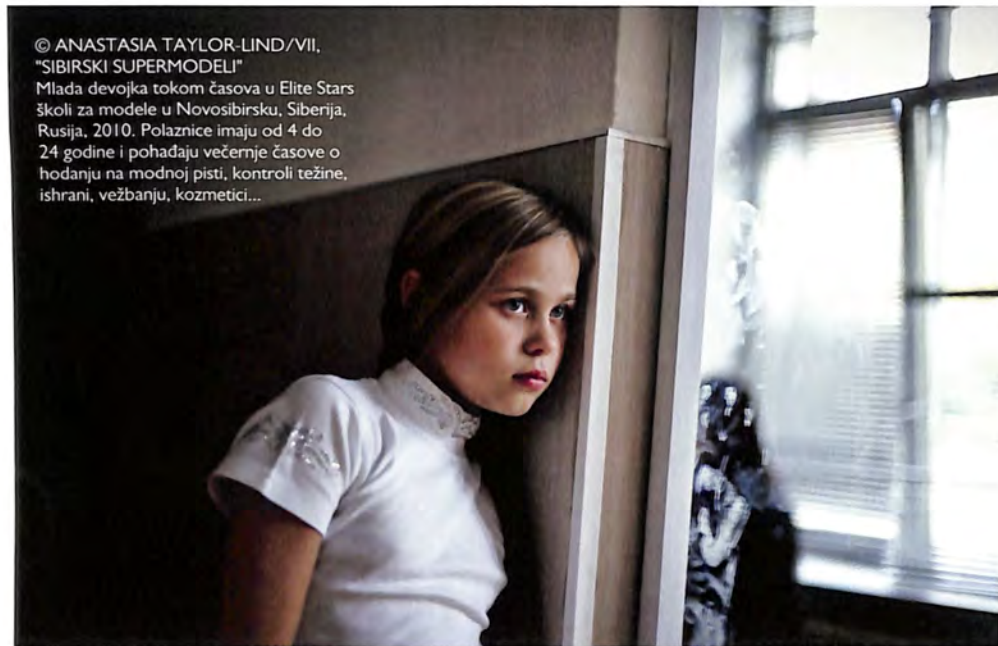 © ANASTASIA TAYLOR-LIND/VII,
"SIBIRSKI SUPERMODELI"
Mlada devojka tokom časova u Elite Stars
školi za modele u Novosibirsku, Siberija,
Rusija, 2010. Polaznice imaju od 4 do
24 godine i pohađaju večernje časove o
hodanju na modnoj pisti, kontroli težine,
ishrani, vežbanju, kozmetici...